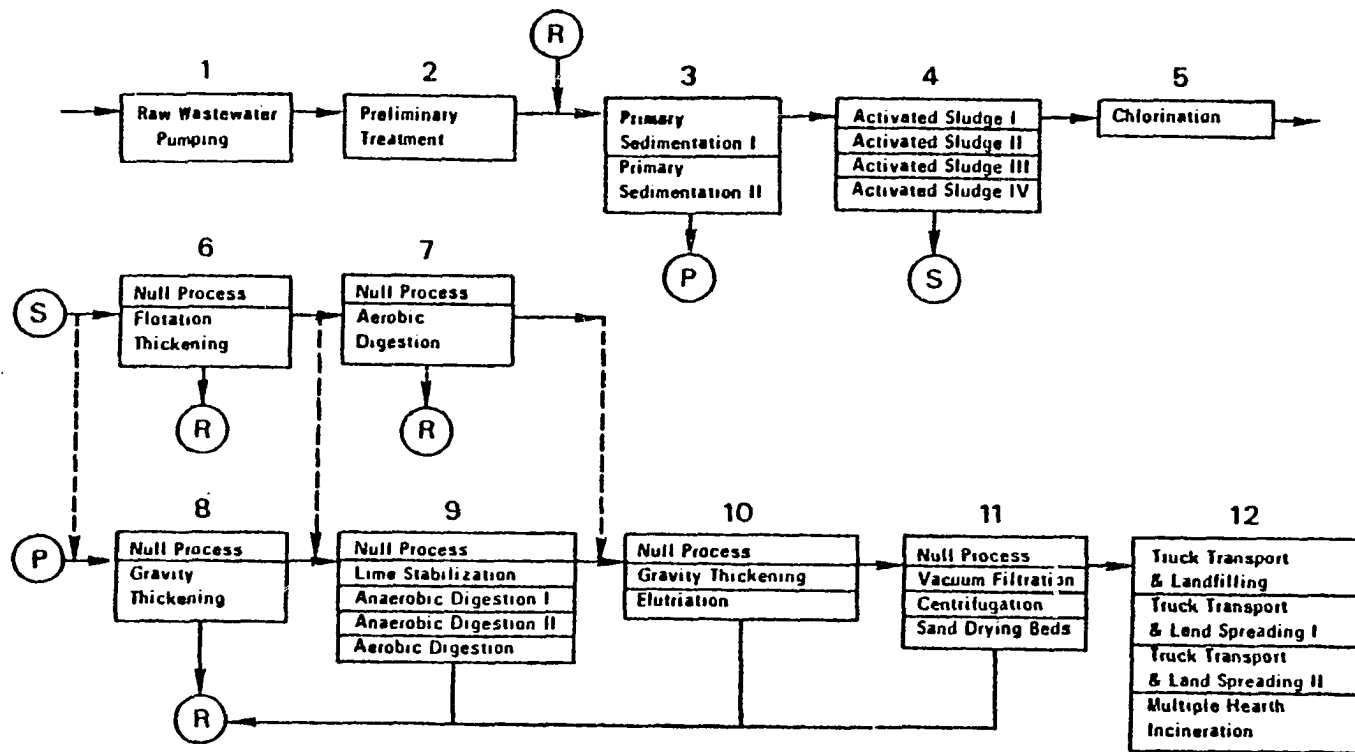 R
1
2
3
4
5
Raw Wastewater
Pumping
Preliminary
Treatment
Primary
Sedimentation I
Primary
Sedimentation II
Activated Sludge I
Activated Sludge II
Activated Sludge III
Activated Sludge IV
Chlorination
P
S
6
7
S
Null Process
Flotation
Thickening
Null Process
Aerobic
Digestion
R
R
8
9
10
11
12
P
Null Process
Gravity
Thickening
Null Process
Lime Stabilization
Anaerobic Digestion I
Anaerobic Digestion II
Aerobic Digestion
Null Process
Gravity Thickening
Elutriation
Null Process
Vacuum Filtration
Centrifugation
Sand Drying Beds
Truck Transport
& Landfilling
Truck Transport
& Land Spreading I
Truck Transport
& Land Spreading II
Multiple Hearth
Incineration
R